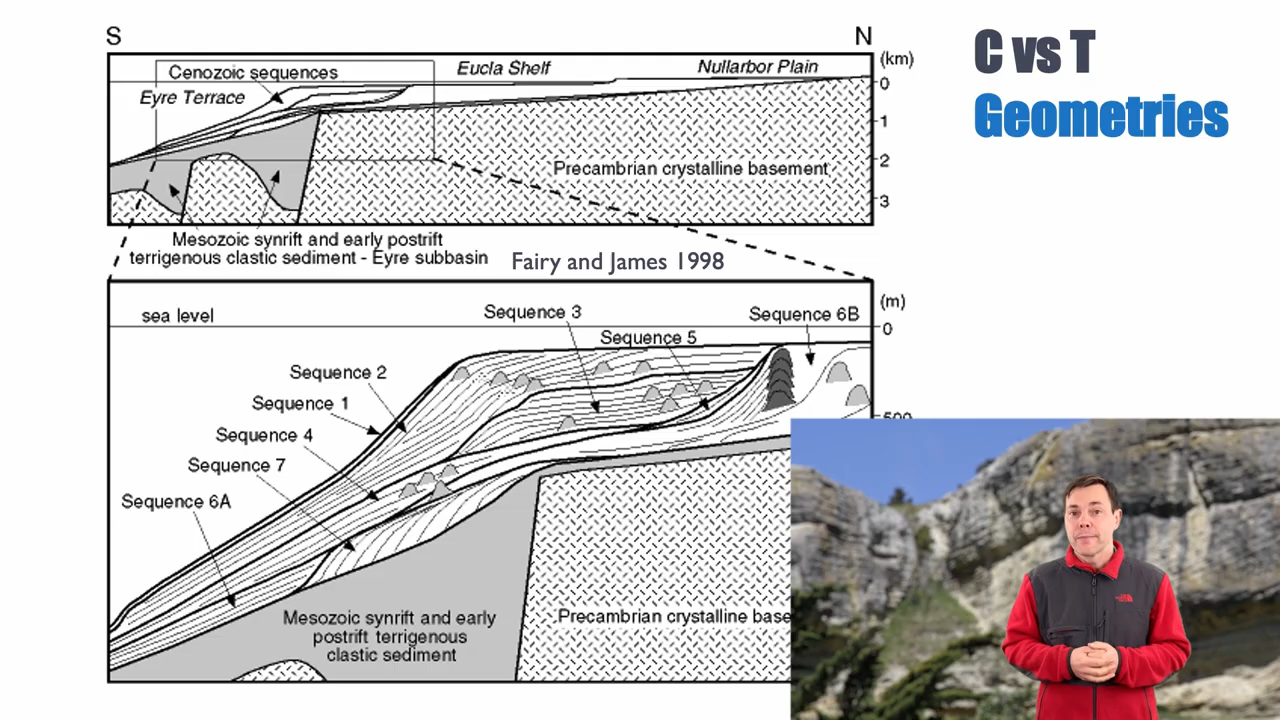 S
N
(km)
C vs T
Geometries
Cenozoic sequences
Eucla Shelf
Nullarbor Plain
0
Eyre Terrace
1
2
Precambrian crystalline basement
3
Mesozoic synrift and early postrift
terrigenous clastic sediment - Eyre subbasin
Fairy and James 1998
(m)
sea level
Sequence 3
Sequence 6B
0
Sequence 5
Sequence 2
Sequence 1
500
Sequence 4
Sequence 7
Sequence 6A
Mesozoic synrift and early
postrift terrigenous
clastic sediment
Precambrian crystalline base